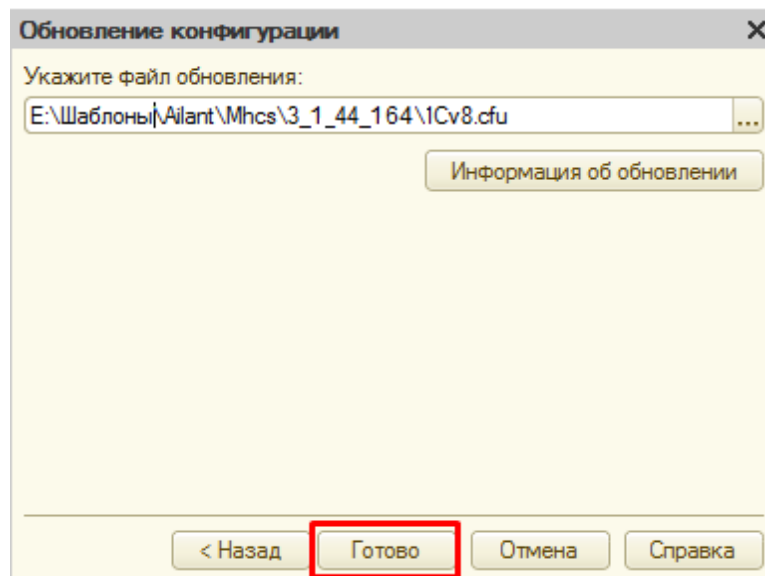 Обновление конфигурации
Укажите файл обновления:
E:\Шаблоны\Ailant\Mhcs\3_1_44_164\1Cv8.cfu
...
Информация об обновлении
< Назад Готово Отмена Справка